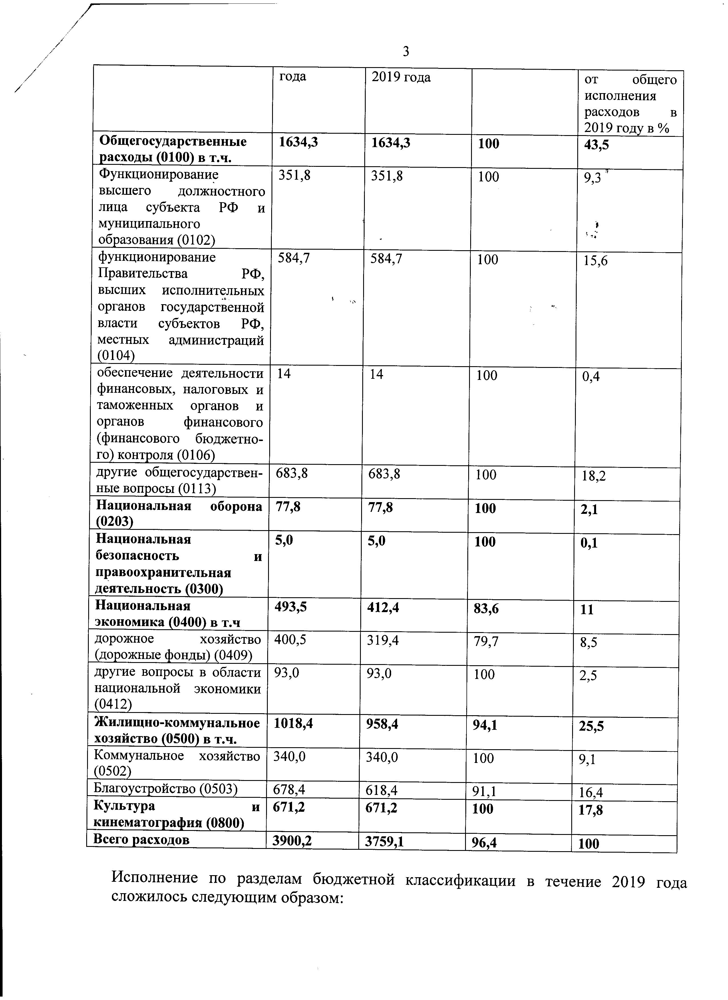 3
года
2019 года
от общего
исполнения
расходов в
2019 году в %
Общегосударственные
расходы (0100) в т.ч.
1634,3
1634,3
100
43,5
Функционирование
высшего должностного
лица субъекта РФ и
муниципального
образования (0102)
351,8
351,8
100
9,3
функционирование
Правительства РФ,
высших исполнительных
органов государственной
власти субъектов РФ,
местных администраций
(0104)
584,7
584,7
100
15,6
обеспечение деятельности
финансовых, налоговых и
таможенных органов и
органов финансового
(финансового бюджетно-
го) контроля (0106)
14
14
100
0,4
другие общегосударствен-
ные вопросы (0113)
683,8
683,8
100
18,2
Национальная оборона
(0203)
77,8
77,8
100
2,1
Национальная
безопасность и
правоохранительная
деятельность (0300)
5,0
5,0
100
0,1
Национальная
экономика (0400) в т.ч
493,5
412,4
83,6
11
дорожное хозяйство
(дорожные фонды) (0409)
400,5
319,4
79,7
8,5
другие вопросы в области
национальной экономики
(0412)
93,0
93,0
100
2,5
Жилищно-коммунальное
хозяйство (0500) в т.ч.
1018,4
958,4
94,1
25,5
Коммунальное хозяйство
(0502)
340,0
340,0
100
9,1
Благоустройство (0503)
678,4
618,4
91,1
16,4
Культура и
кинематография (0800)
671,2
671,2
100
17,8
Всего расходов
3900,2
3759,1
96,4
100
Исполнение по разделам бюджетной классификации в течение 2019 года
сложилось следующим образом: